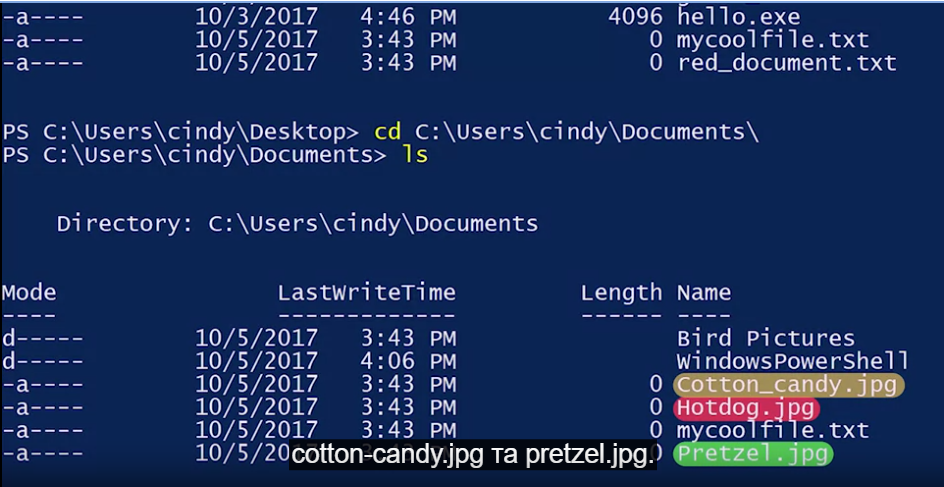 -a---- 10/3/2017 4:46 PM 4096 hello.exe
-a---- 10/5/2017 3:43 PM 0 mycoolfile.txt
-a---- 10/5/2017 3:43 PM 0 red_document.txt
PS C:\Users\cindy\Desktop> cd C:\Users\cindy\Documents\
PS C:\Users\cindy\Documents> ls
Directory: C:\Users\cindy\Documents
Mode LastWriteTime Length Name
---- ------------- ------ ----
d----- 10/5/2017 3:43 PM Bird Pictures
d----- 10/5/2017 4:06 PM WindowsPowerShell
-a---- 10/5/2017 3:43 PM 0 Cotton_candy.jpg
-a---- 10/5/2017 3:43 PM 0 Hotdog.jpg
-a---- 10/5/2017 3:43 PM 0 mycoolfile.txt
-a---- 10/5/20 0 Pretzel.jpg
cotton-candy.jpg та pretzel.jpg.